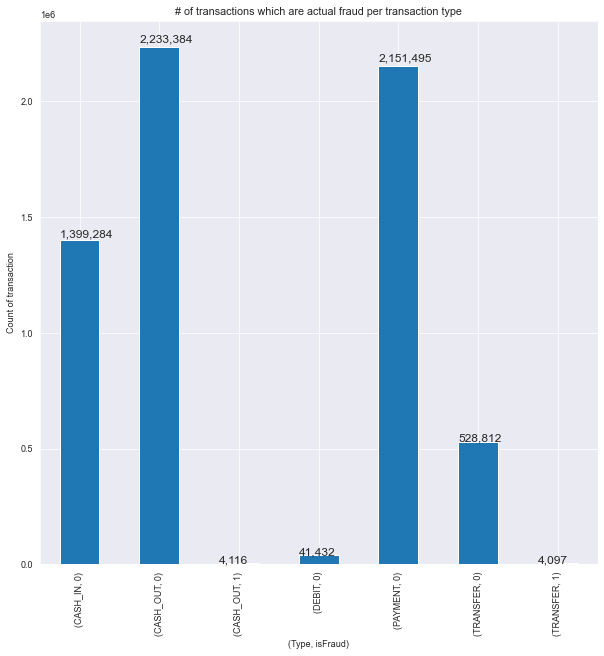 # of transactions which are actual fraud per transaction type
1e6
2,233,384
2,151,495
2.0
1.5
1,399,284
1.0
Count of transaction
0.5
528,812
41,432
4,116
4,097
0.0
(CASH_IN, 0)
(CASH_OUT, 0)
(CASH_OUT, 1)
(DEBIT, 0)
(PAYMENT, 0)
(TRANSFER, 0)
(TRANSFER, 1)
(Type, isFraud)